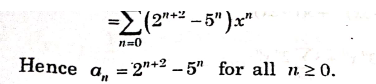 =∑(2ⁿ⁺² – 5ⁿ)xⁿ
n=0
Hence aₙ = 2ⁿ⁺² – 5ⁿ for all n ≥ 0.